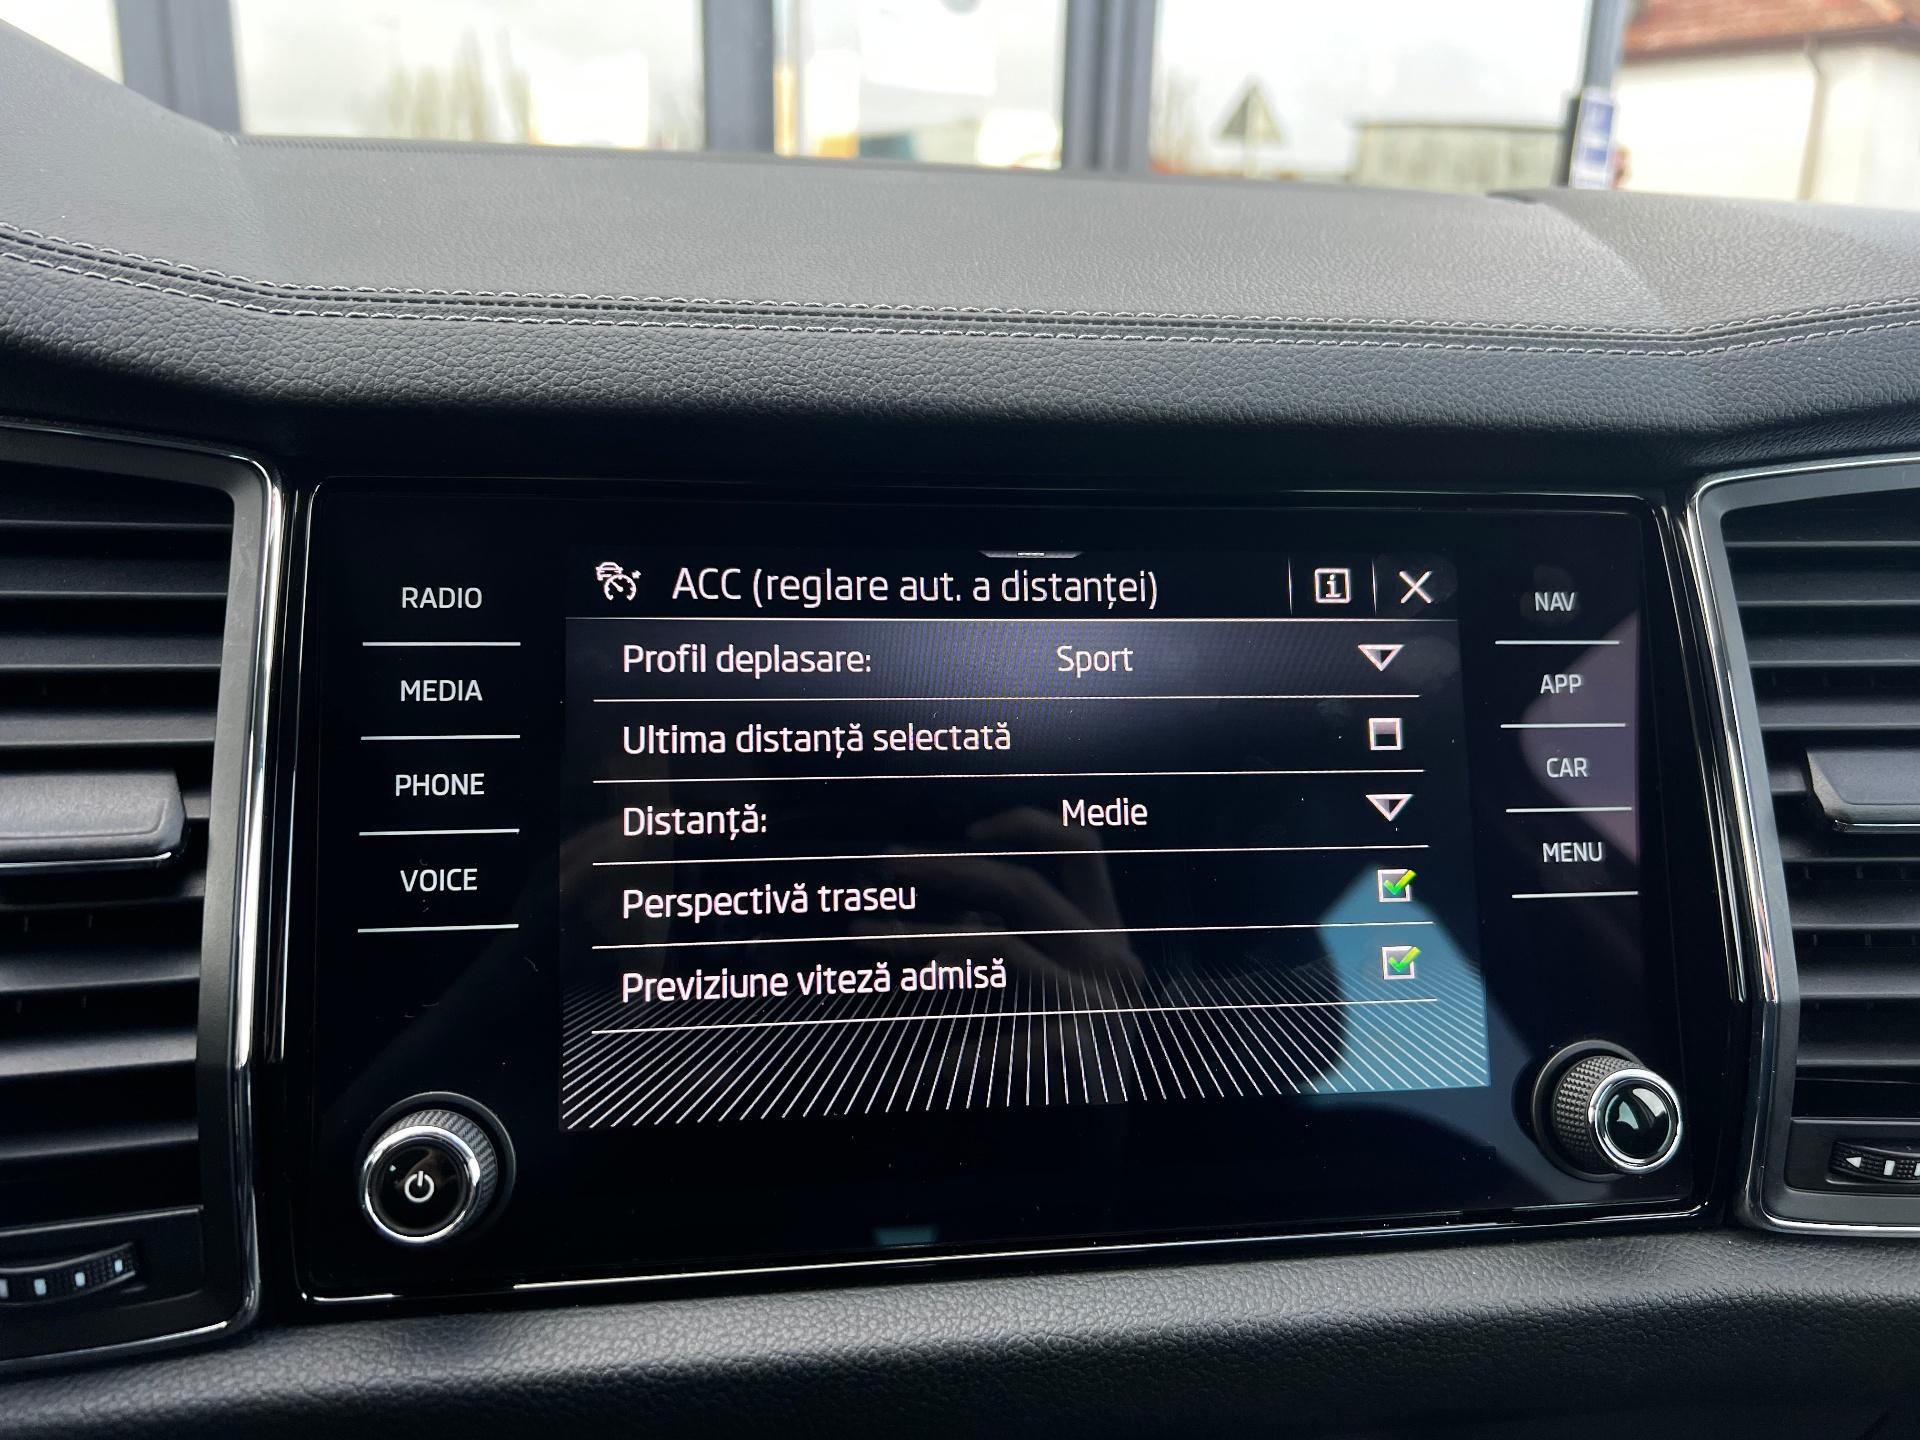 RADIO
MEDIA
PHONE
VOICE
ACC (reglare aut. a distanței)
i
Profil deplasare: Sport
Ultima distanță selectată
Distanță: Medie
Perspectivă traseu
Previziune viteză admisă
NAV
APP
CAR
MENU